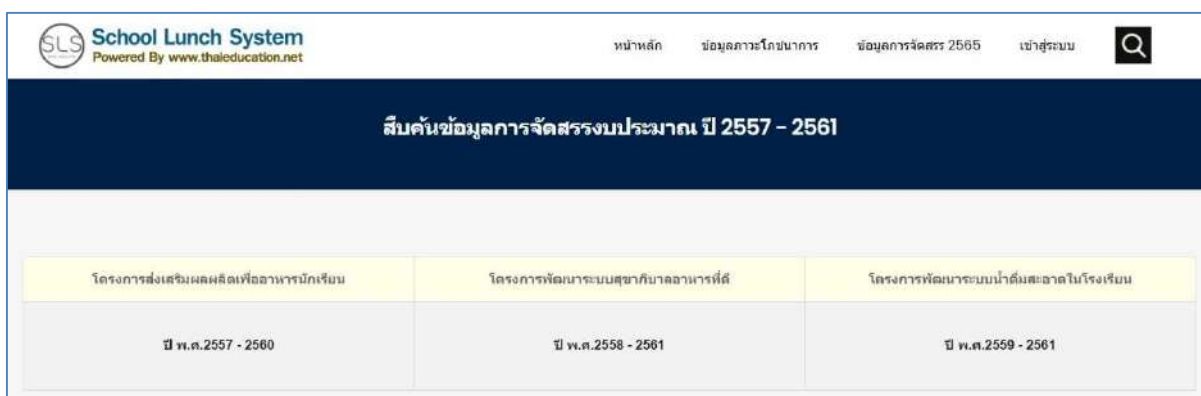 SLS
School Lunch System
Powered By www.thaieducation.net
หน้าหลัก ข้อมูลภาวะโภชนาการ ข้อมูลการจัดสรร 2565 เข้าสู่ระบบ
สืบค้นข้อมูลการจัดสรรงบประมาณ ปี 2557 – 2561
โครงการส่งเสริมผลผลิตเพื่ออาหารนักเรียน โครงการพัฒนาระบบสุขาภิบาลอาหารที่ดี โครงการพัฒนาระบบน้ำดื่มสะอาดในโรงเรียน
ปี พ.ศ.2557 - 2560 ปี พ.ศ.2558 - 2561 ปี พ.ศ.2559 - 2561